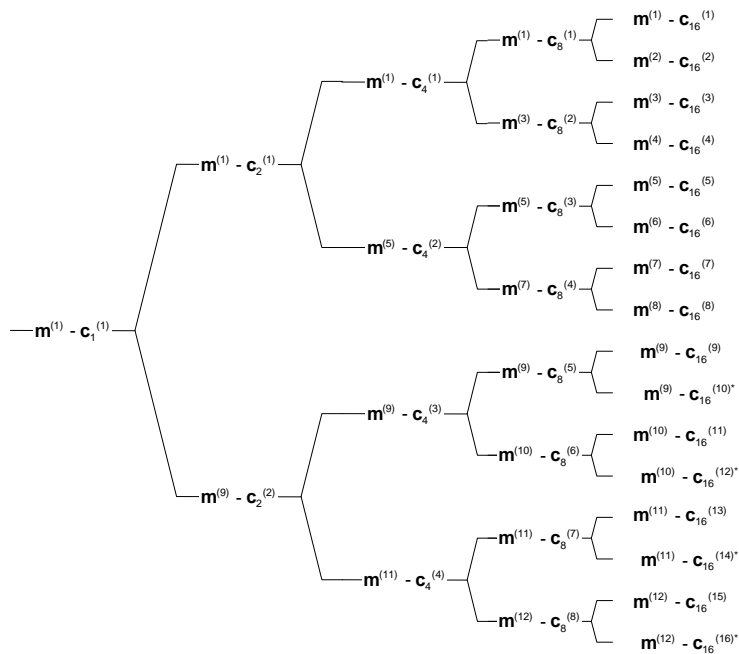 m(1) - c1(1)
m(1) - c2(1)
m(9) - c2(2)
m(1) - c4(1)
m(5) - c4(2)
m(9) - c4(3)
m(11) - c4(4)
m(1) - c8(1)
m(3) - c8(2)
m(5) - c8(3)
m(7) - c8(4)
m(9) - c8(5)
m(10) - c8(6)
m(11) - c8(7)
m(12) - c8(8)
m(1) - c16(1)
m(2) - c16(2)
m(3) - c16(3)
m(4) - c16(4)
m(5) - c16(5)
m(6) - c16(6)
m(7) - c16(7)
m(8) - c16(8)
m(9) - c16(9)
m(9) - c16(10)*
m(10) - c16(11)
m(10) - c16(12)*
m(11) - c16(13)
m(11) - c16(14)*
m(12) - c16(15)
m(12) - c16(16)*